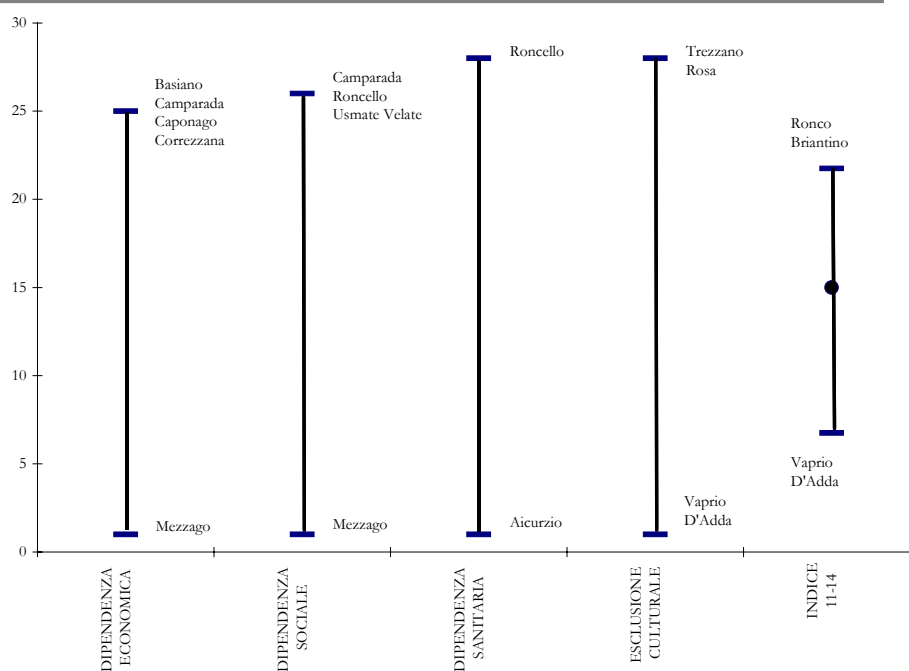 30
25
20
15
10
5
0
Basiano
Camparada
Caponago
Correzzana
Mezzago
Camparada
Roncello
Usmate Velate
Mezzago
Roncello
Aicurzio
Trezzano
Rosa
Vaprio
D'Adda
Ronco
Briantino
Vaprio
D'Adda
DIPENDENZA
ECONOMICA
DIPENDENZA
SOCIALE
DIPENDENZA
SANITARIA
ESCLUSIONE
CULTURALE
INDICE
11-14